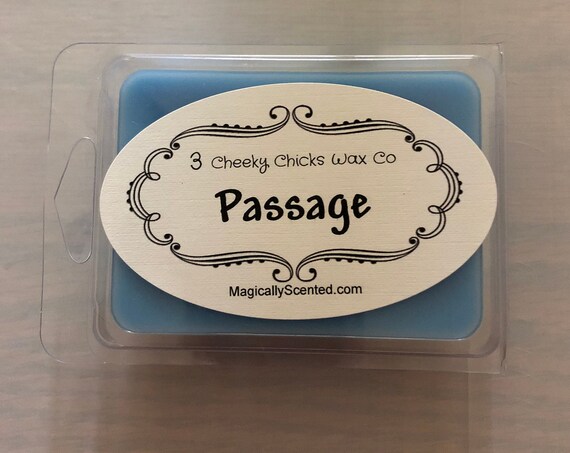 3 Cheeky Chicks Wax Co
Passage
MagicallyScented.com